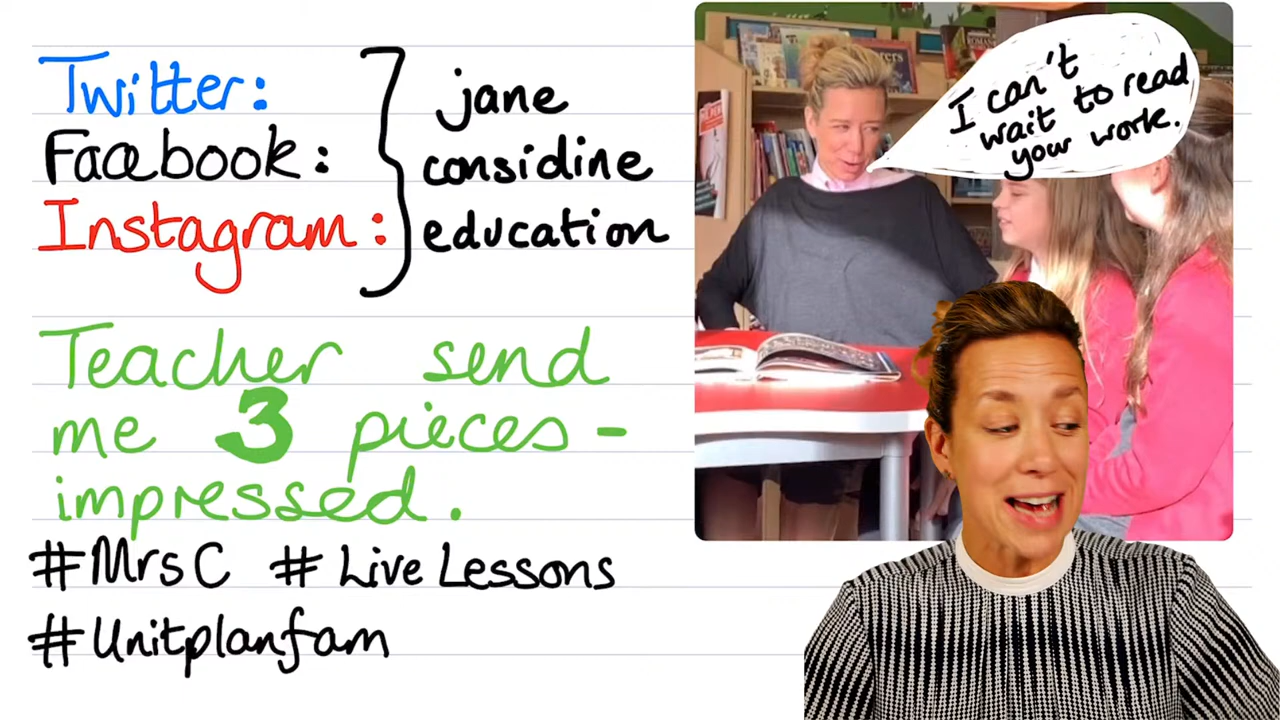 Twitter:
Facebook:
Instagram:
jane
considine
education
Teacher send
me 3 pieces -
impressed.
#MrsC #Live Lessons
#Unitplanfam
I can't
wait to read
your work.